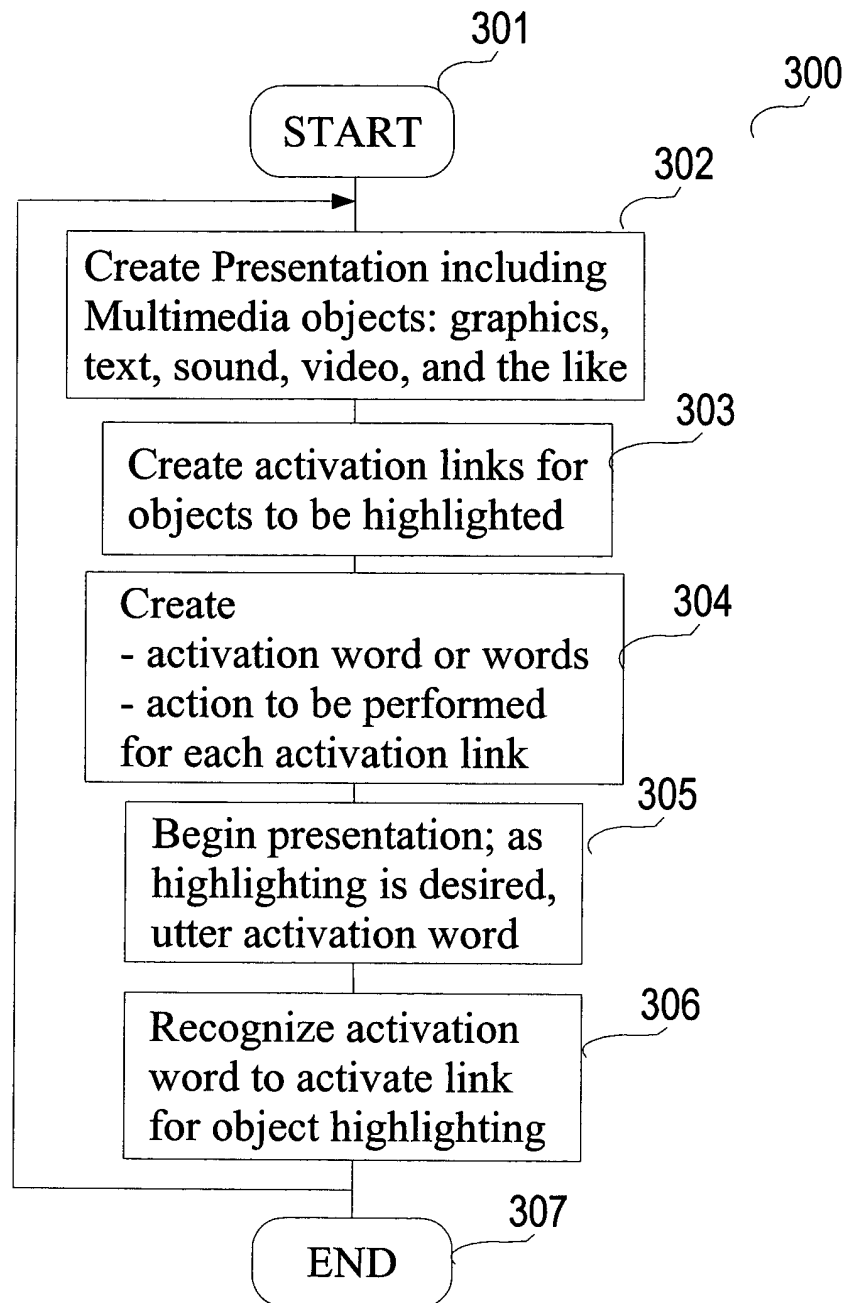 301
300
START
302
Create Presentation including
Multimedia objects: graphics,
text, sound, video, and the like
303
Create activation links for
objects to be highlighted
304
Create
- activation word or words
- action to be performed
for each activation link
305
Begin presentation; as
highlighting is desired,
utter activation word
306
Recognize activation
word to activate link
for object highlighting
307
END